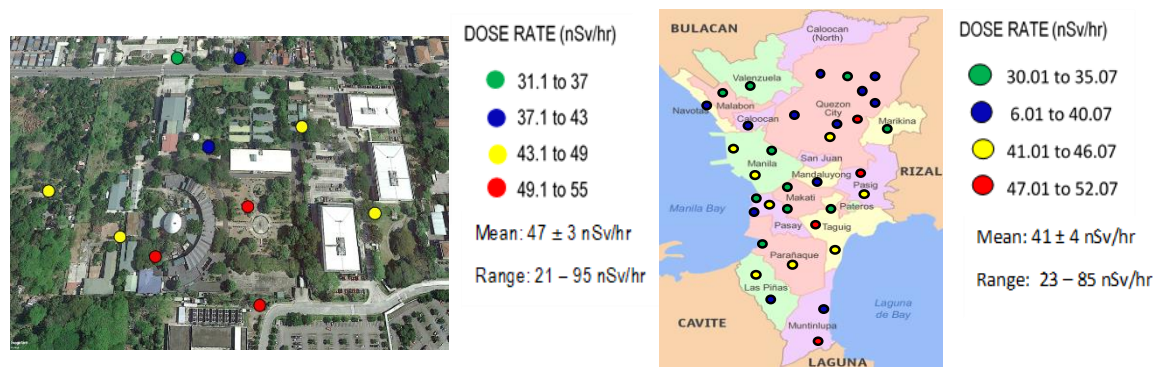 DOSE RATE (nSv/hr)
31.1 to 37
37.1 to 43
43.1 to 49
49.1 to 55
Mean: 47 ± 3 nSv/hr
Range: 21 – 95 nSv/hr
BULACAN
Caloocan
(North)
Valenzuela
Navotas
Malabon
Quezon
City
Caloocan
Marikina
San Juan
Manila
Mandaluyong
RIZAL
Pasig
Makati
Manila Bay
Pateros
Pasay
Taguig
Parañaque
Las Piñas
Laguna
de Bay
CAVITE
Muntinlupa
LAGUNA
DOSE RATE (nSv/hr)
30.01 to 35.07
6.01 to 40.07
41.01 to 46.07
47.01 to 52.07
Mean: 41 ± 4 nSv/hr
Range: 23 – 85 nSv/hr